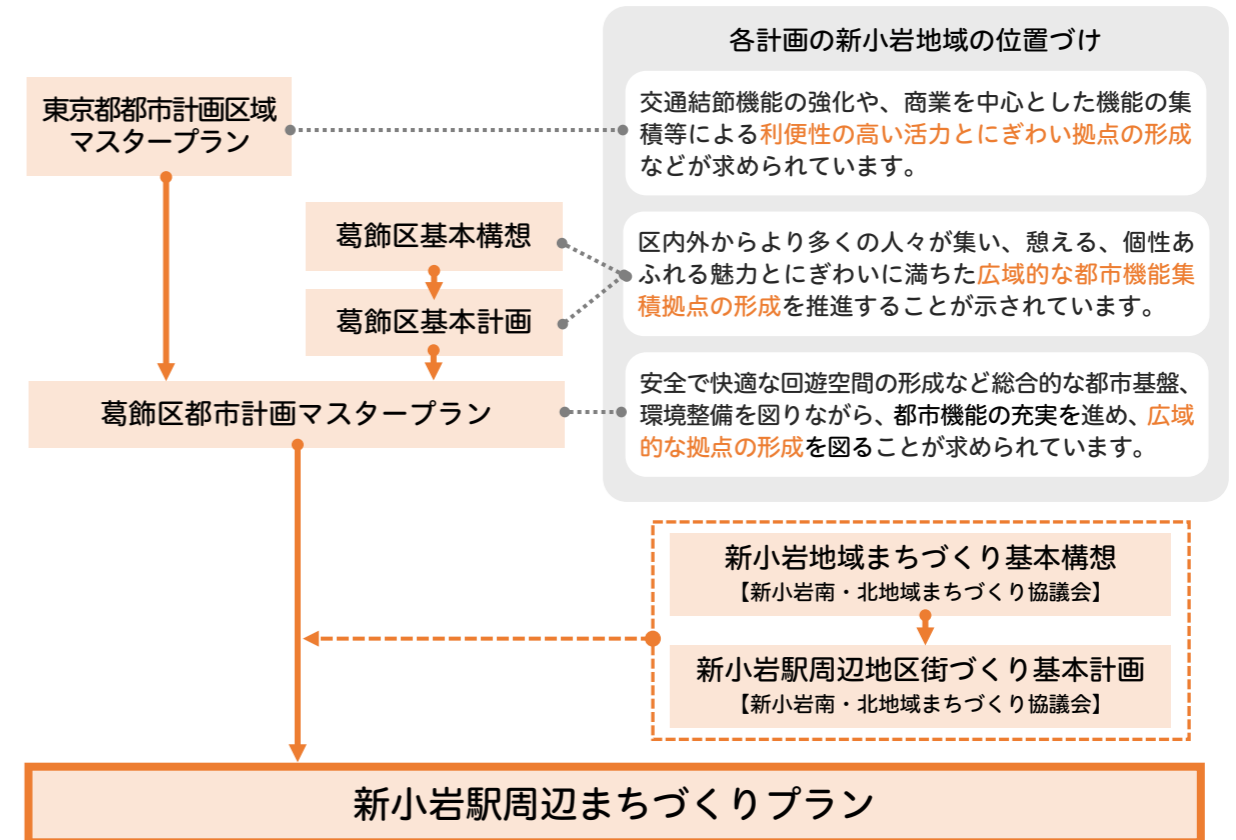 各計画の新小岩地域の位置づけ
東京都都市計画区域
マスタープラン
交通結節機能の強化や、商業を中心とした機能の集
積等による利便性の高い活力とにぎわい拠点の形成
などが求められています。
葛飾区基本構想
葛飾区基本計画
区内外からより多くの人々が集い、憩える、個性あ
ふれる魅力とにぎわいに満ちた広域的な都市機能集
積拠点の形成を推進することが示されています。
葛飾区都市計画マスタープラン
安全で快適な回遊空間の形成など総合的な都市基盤、
環境整備を図りながら、都市機能の充実を進め、広域
的な拠点の形成を図ることが求められています。
新小岩地域まちづくり基本構想
【新小岩南・北地域まちづくり協議会】
新小岩駅周辺地区街づくり基本計画
【新小岩南・北地域まちづくり協議会】
新小岩駅周辺まちづくりプラン